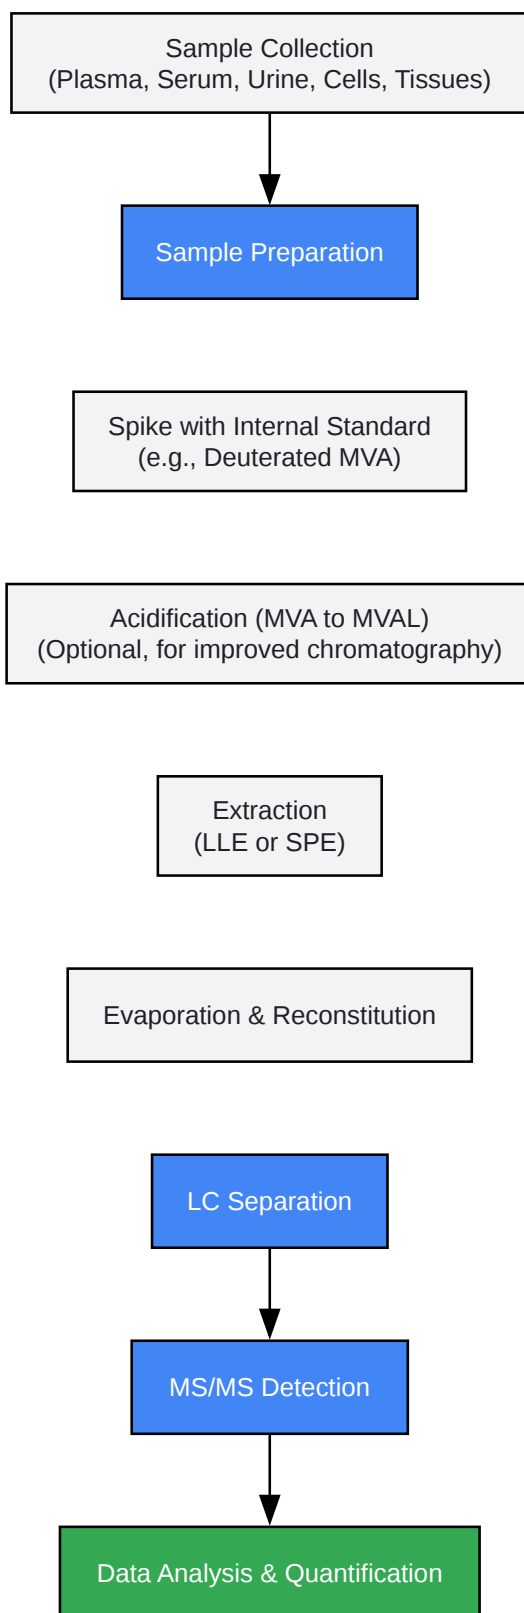 Sample Collection
(Plasma, Serum, Urine, Cells, Tissues)
Sample Preparation
Spike with Internal Standard
(e.g., Deuterated MVA)
Acidification (MVA to MVAL)
(Optional, for improved chromatography)
Extraction
(LLE or SPE)
Evaporation & Reconstitution
LC Separation
MS/MS Detection
Data Analysis & Quantification